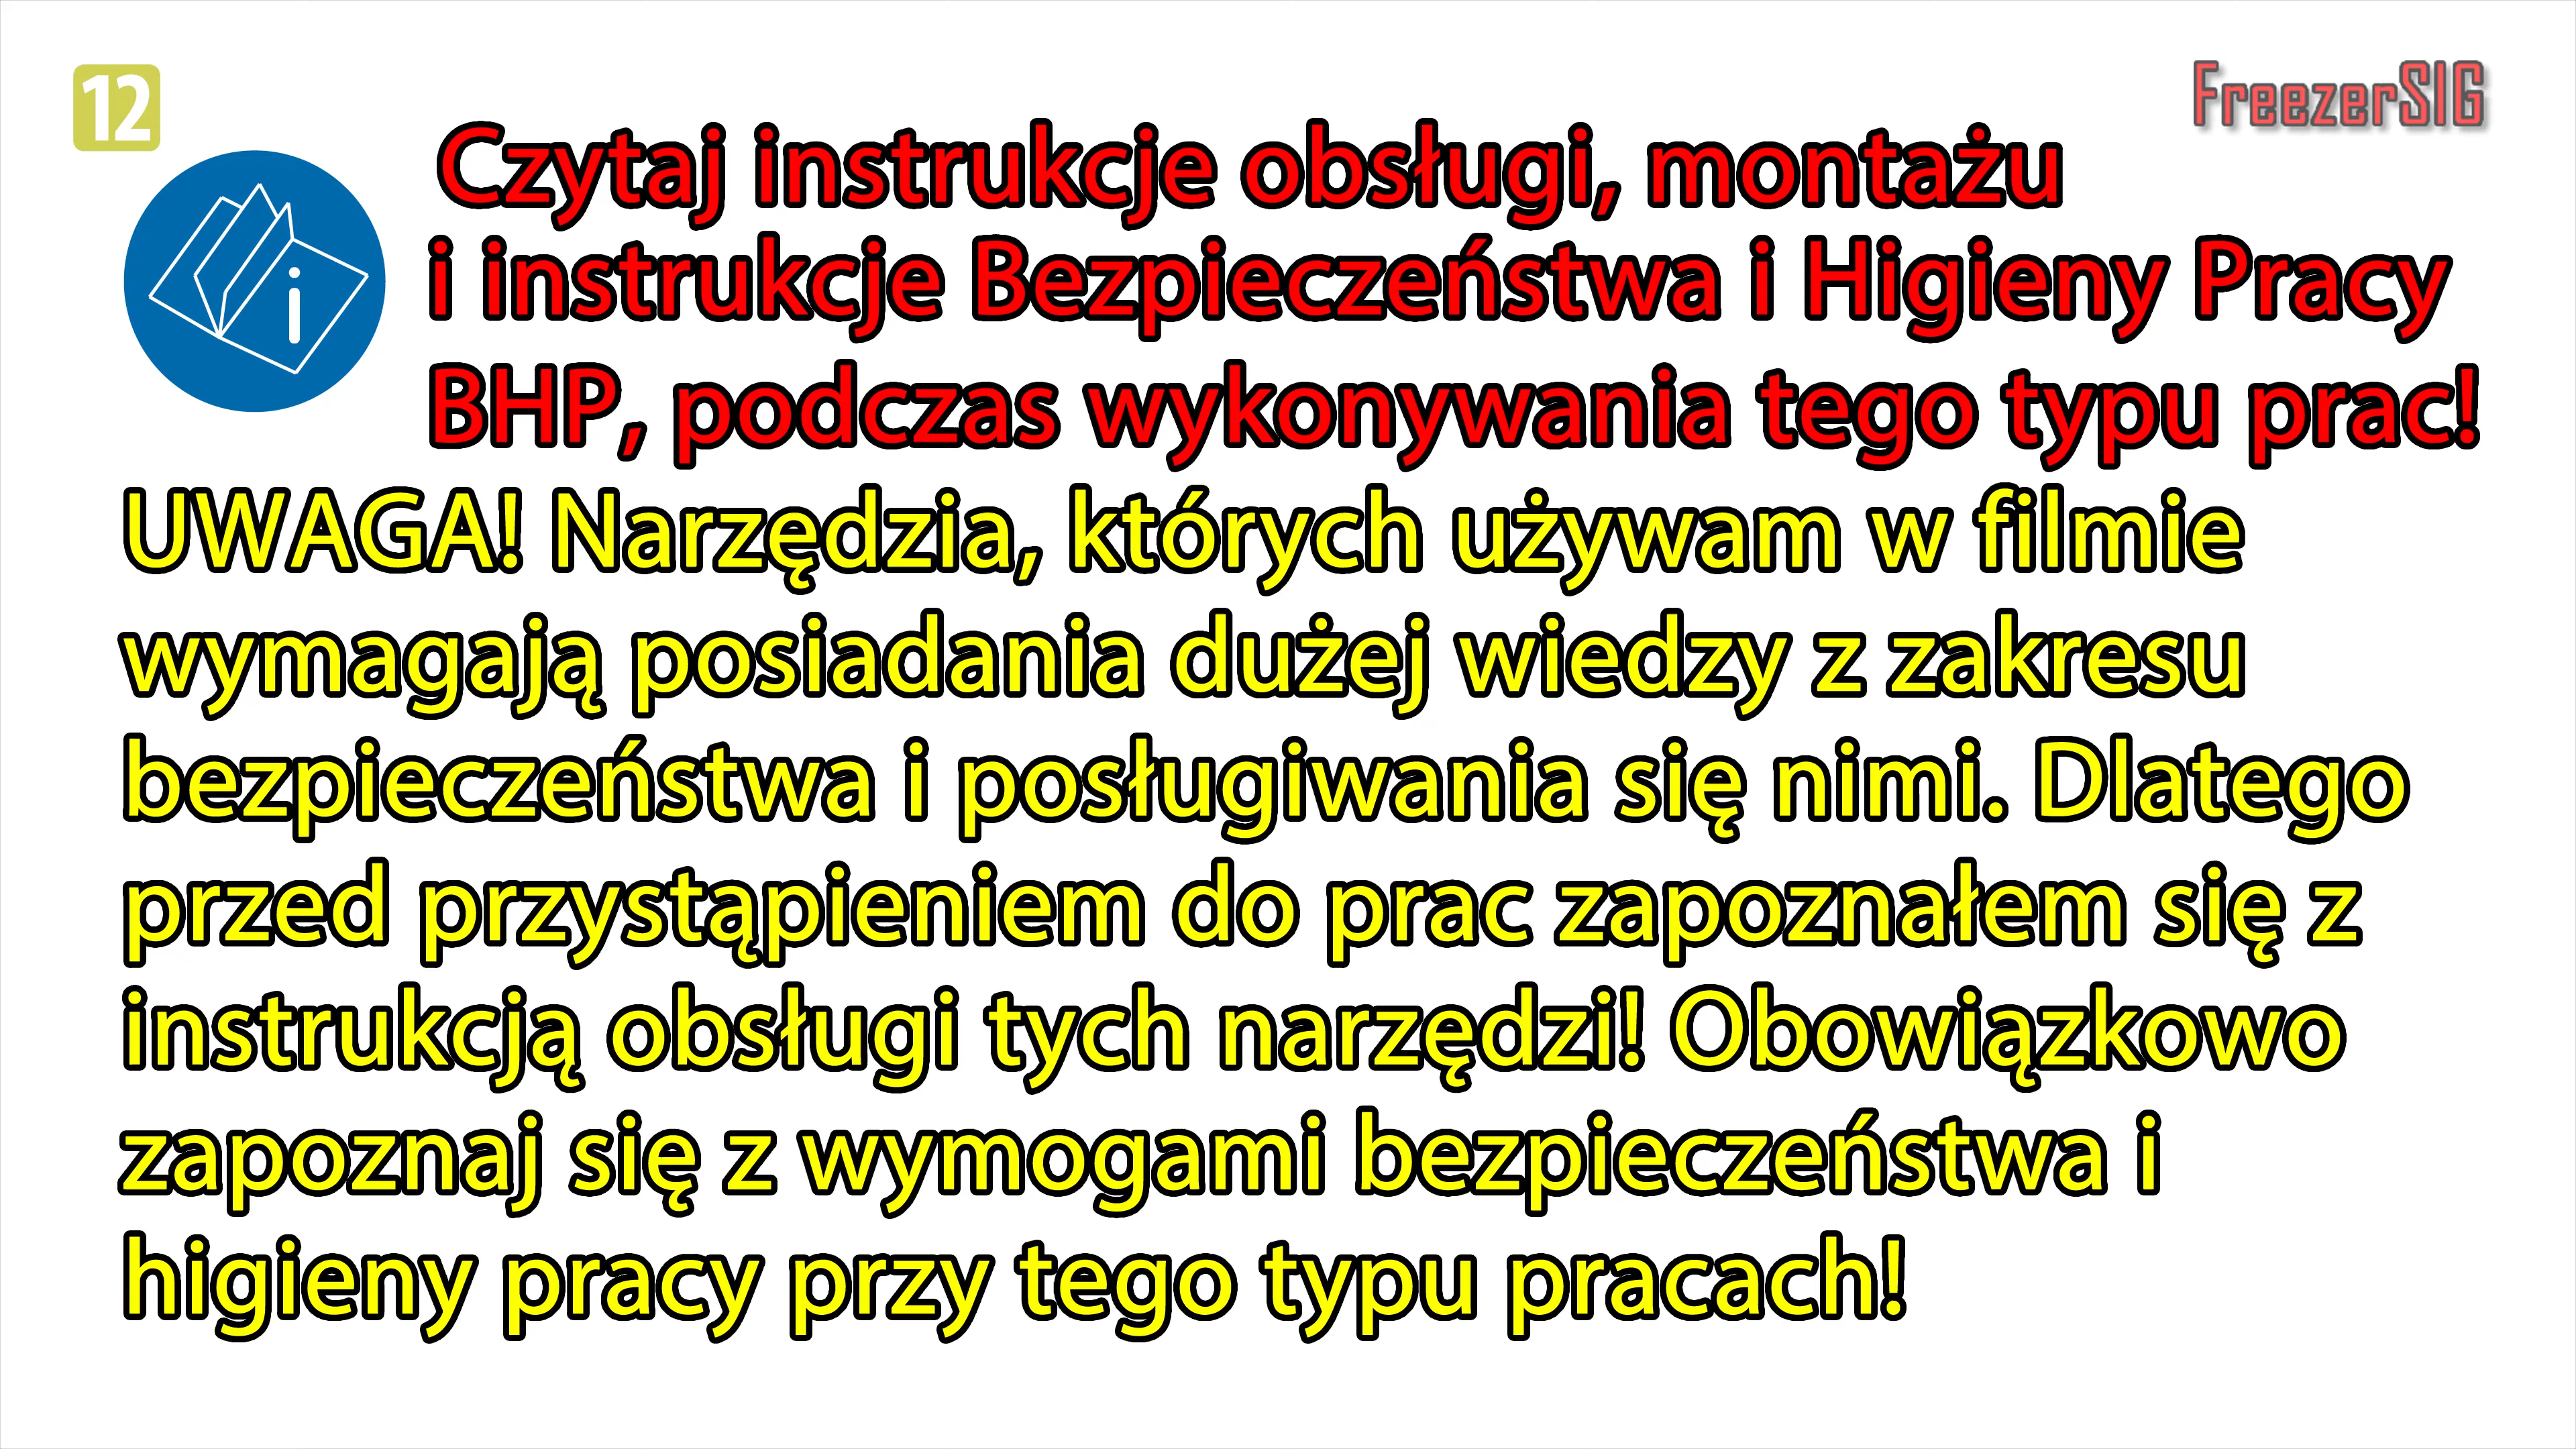 12
FreezerSIG
Czytaj instrukcje obsługi, montażu
i instrukcje Bezpieczeństwa i Higieny Pracy
BHP, podczas wykonywania tego typu prac!
UWAGA! Narzędzia, których używam w filmie
wymagają posiadania dużej wiedzy z zakresu
bezpieczeństwa i posługiwania się nimi. Dlatego
przed przystąpieniem do prac zapoznałem się z
instrukcją obsługi tych narzędzi! Obowiązkowo
zapoznaj się z wymogami bezpieczeństwa i
higieny pracy przy tego typu pracach!